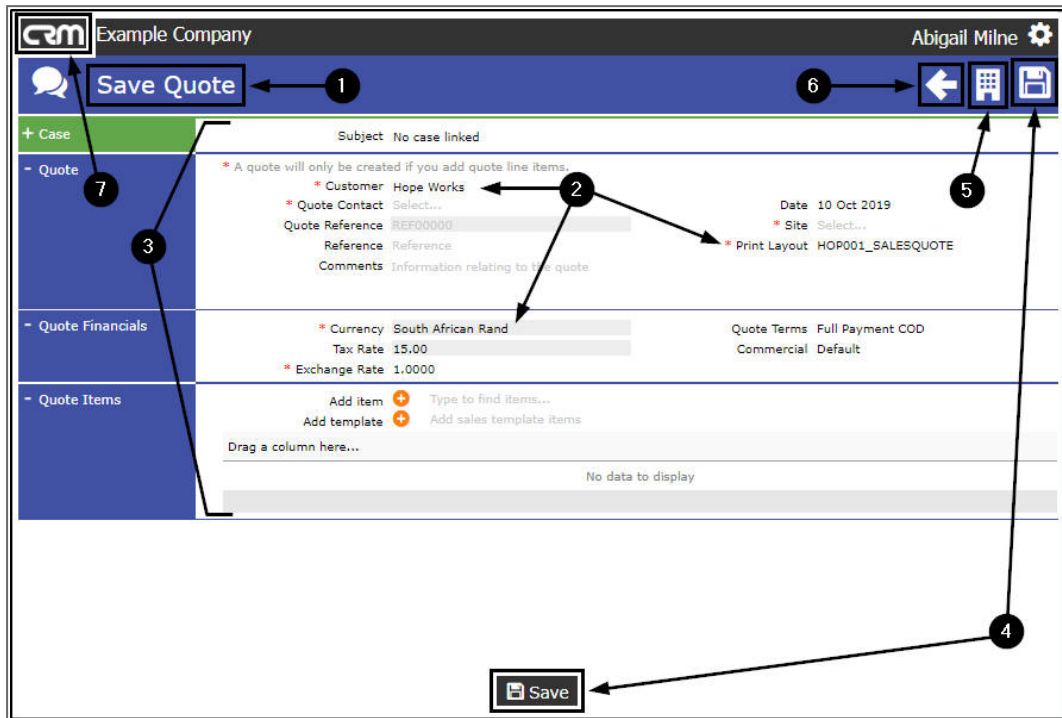 CRM Example Company Abigail Milne
Save Quote 1 6
+ Case Subject No case linked
- Quote * A quote will only be created if you add quote line items.
* Customer Hope Works 2
7 * Quote Contact Select... Date 10 Oct 2019 5
Quote Reference REF00000 * Site Select...
3 Reference Reference * Print Layout HOP001_SALESQUOTE
Comments Information relating to the quote
- Quote Financials * Currency South African Rand Quote Terms Full Payment COD
Tax Rate 15.00 Commercial Default
* Exchange Rate 1.0000
- Quote Items Add item Type to find items...
Add template Add sales template items
Drag a column here...
No data to display
4
Save